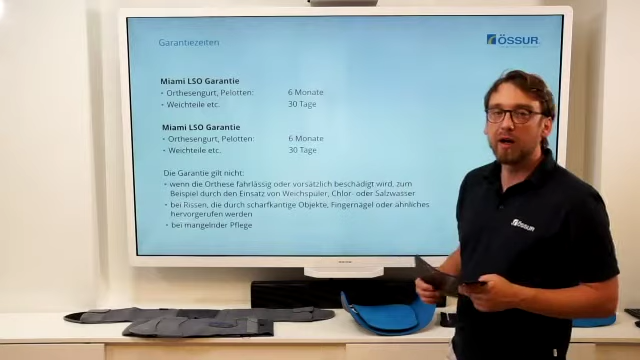 Garantiezeiten
ÖSSUR
Miami LSO Garantie
• Orthesengurt, Pelotten: 6 Monate
• Weichteile etc. 30 Tage
Miami LSO Garantie
• Orthesengurt, Pelotten: 6 Monate
• Weichteile etc. 30 Tage
Die Garantie gilt nicht:
• wenn die Orthese fahrlässig oder vorsätzlich beschädigt wird, zum
Beispiel durch den Einsatz von Weichspüler, Chlor- oder Salzwasser
• bei Rissen, die durch scharfkantige Objekte, Fingernägel oder ähnliches
hervorgerufen werden
• bei mangelnder Pflege
ÖSSUR